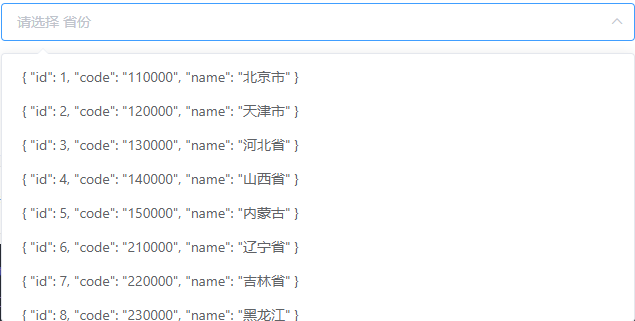 请选择 省份
{ "id": 1, "code": "110000", "name": "北京市" }
{ "id": 2, "code": "120000", "name": "天津市" }
{ "id": 3, "code": "130000", "name": "河北省" }
{ "id": 4, "code": "140000", "name": "山西省" }
{ "id": 5, "code": "150000", "name": "内蒙古" }
{ "id": 6, "code": "210000", "name": "辽宁省" }
{ "id": 7, "code": "220000", "name": "吉林省" }
{ "id": 8, "code": "230000", "name": "黑龙江" }